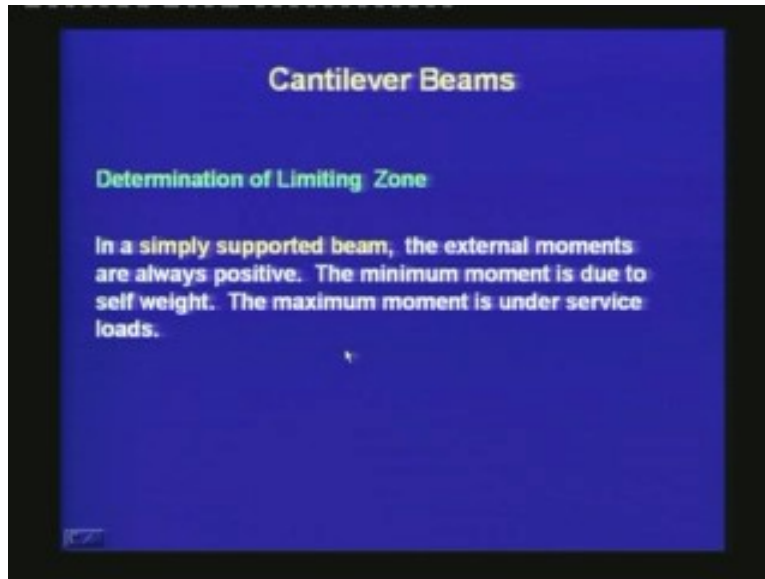 Cantilever Beams
Determination of Limiting Zone
In a simply supported beam, the external moments
are always positive. The minimum moment is due to
self weight. The maximum moment is under service
loads.